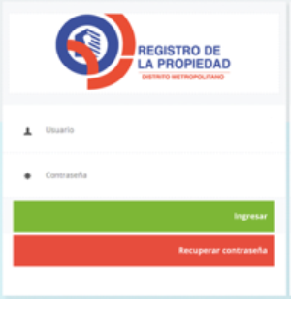 REGISTRO DE
LA PROPIEDAD
DISTRITO METROPOLITANO
Usuario
Contraseña
Ingresar
Recuperar contraseña